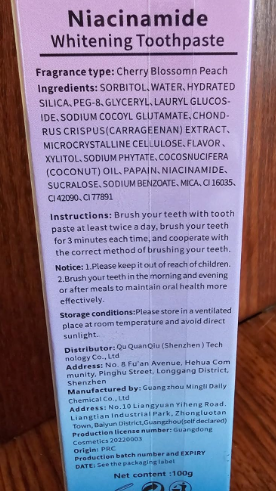 Niacinamide
Whitening Toothpaste
Fragrance type: Cherry Blossomn Peach
Ingredients: SORBITOL, WATER, HYDRATED
SILICA, PEG-8, GLYCERYL, LAURYL GLUCOS-
IDE, SODIUM COCOYL GLUTAMATE, CHOND-
RUS CRISPUS(CARRAGEENAN) EXTRACT,
MICROCRYSTALLINE CELLULOSE, FLAVOR,
XYLITOL, SODIUM PHYTATE, COCOSNUCIFERA
(COCONUT) OIL, PAPAIN, NIACINAMIDE,
SUCRALOSE, SODIUM BENZOATE, MICA, CI 16035,
CI 42090, CI 77891
Instructions: Brush your teeth with tooth
paste at least twice a day, brush your teeth
for 3 minutes each time, and cooperate with
the correct method of brushing your teeth.
Notice: 1.Please keep it out of reach of children.
2.Brush your teeth in the morning and evening
or after meals to maintain oral health more
effectively.
Storage conditions:Please store in a ventilated
place at room temperature and avoid direct
sunlight.
Distributor: Qu QuanQiu (Shenzhen) Tech
nology Co., Ltd
Address: No. 8 Fu'an Avenue, Hehua Com
munity, Pinghu Street, Longgang District,
Shenzhen
Manufactured by: Guangzhou Mingli Daily
Chemical Co., Ltd
Address: No.19 Liangyuan Yiheng Road,
Liangtian Industrial Park, Zhongluotan
Town, Baiyun District,Guangzhou(self declared)
Production license number: Guangdong
Cosmetics 20220003
Origin: PRC
Production batch number and EXPIRY
DATE: See the packaging label
Net content :100g